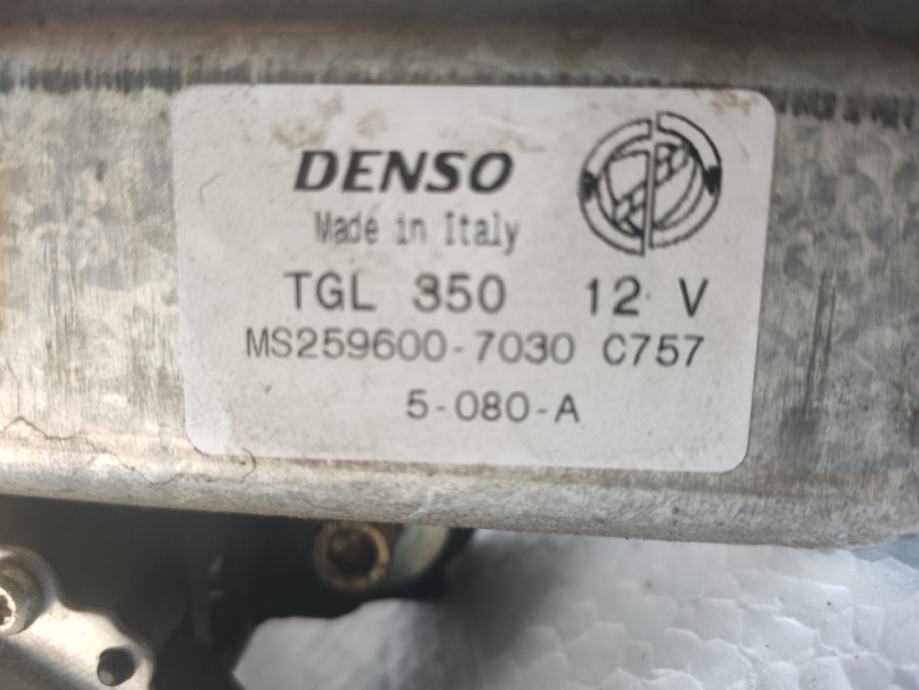 DENSO
Made in Italy
TGL 350 12 V
MS259600-7030 C757
5-080-A